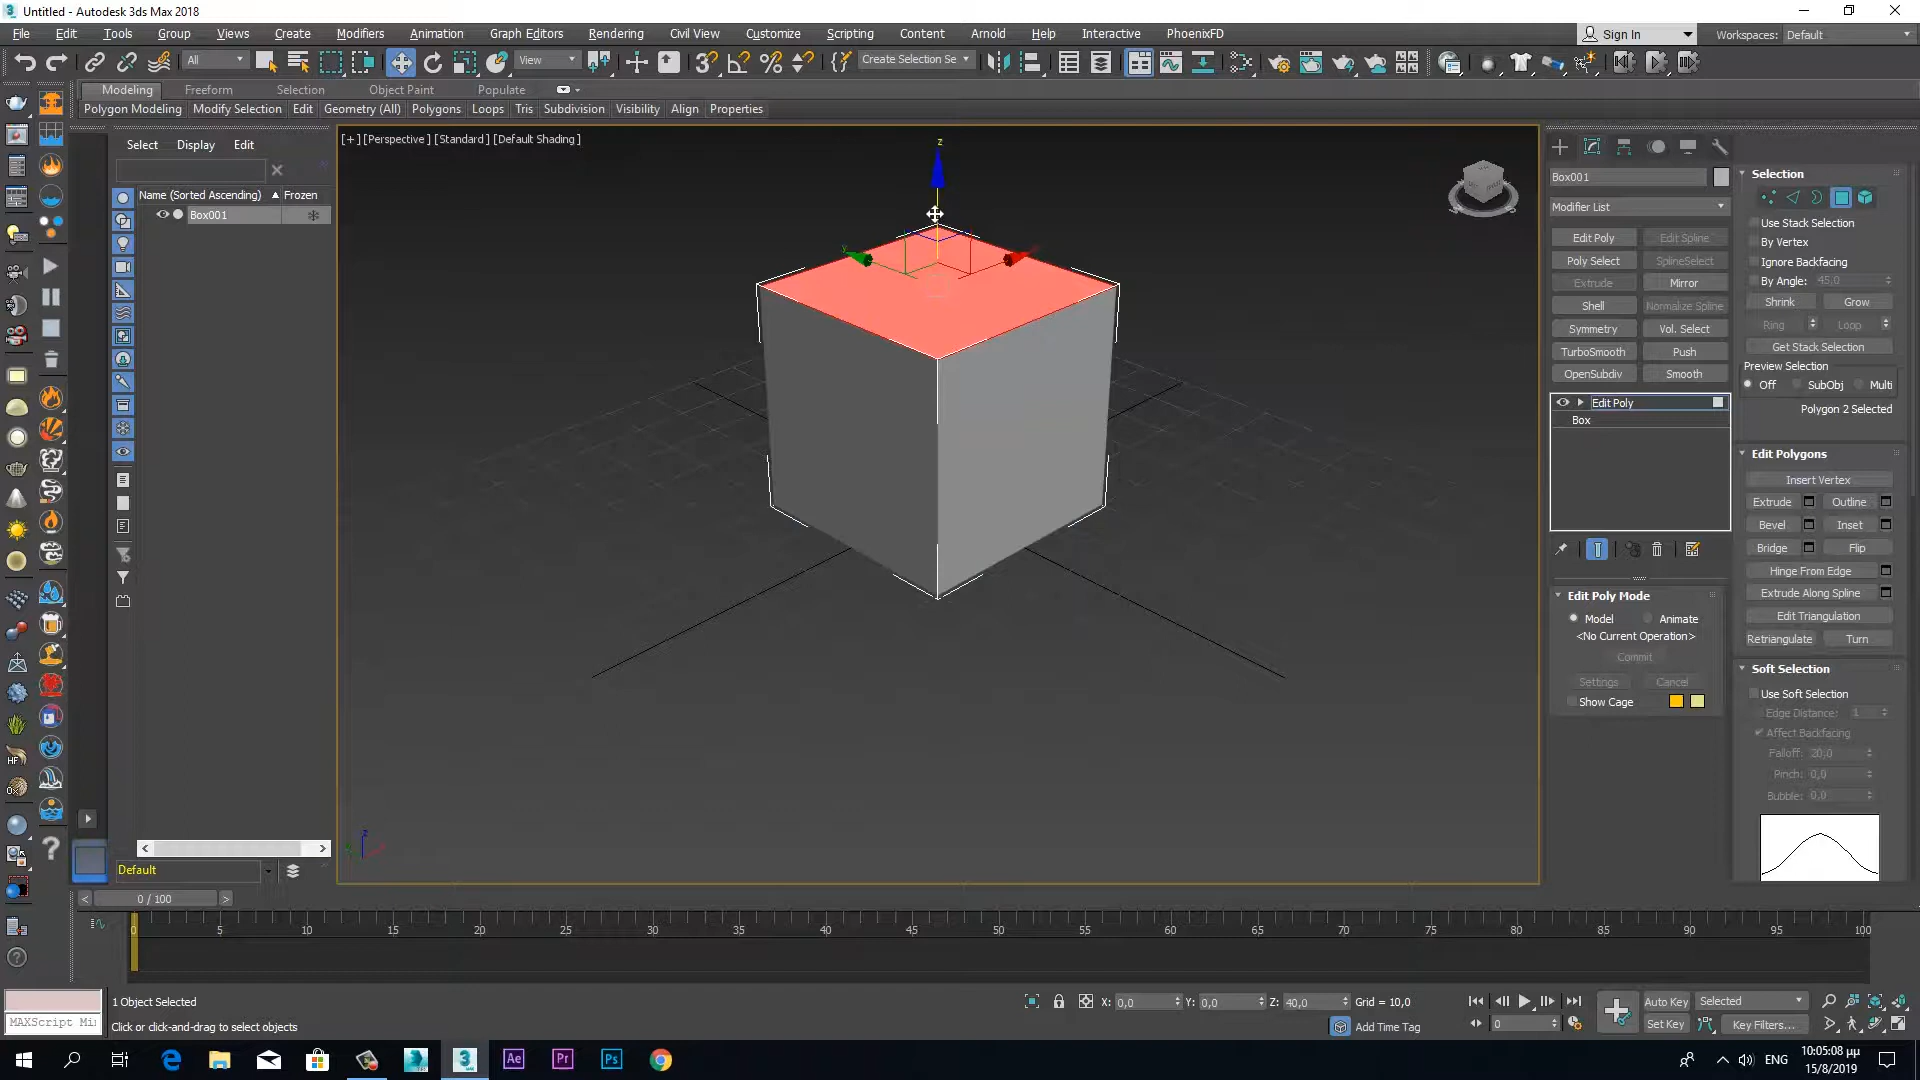 Untitled - Autodesk 3ds Max 2018
File Edit Tools Group Views Create Modifiers Animation Graph Editors Rendering Civil View Customize Scripting Content Arnold Help Interactive PhoenixFD
Sign In Workspaces: Default
All View Create Selection Se
Modeling Freeform Selection Object Paint Populate
Polygon Modeling Modify Selection Edit Geometry (All) Polygons Loops Tris Subdivision Visibility Align Properties
Select Display Edit
Name (Sorted Ascending) Frozen
Box001
[+] [Perspective] [Standard] [Default Shading]
z
y
z
Box001
Modifier List
Edit Poly Edit Spline
Poly Select SplineSelect
Extrude Mirror
Shell Normalize Spline
Symmetry Vol. Select
TurboSmooth Push
OpenSubdiv Smooth
Edit Poly
Box
Edit Poly Mode
Model Animate
<No Current Operation>
Commit
Settings Cancel
Show Cage
Selection
Use Stack Selection
By Vertex
Ignore Backfacing
By Angle: 45,0
Shrink Grow
Ring Loop
Get Stack Selection
Preview Selection
Off SubObj Multi
Polygon 2 Selected
Edit Polygons
Insert Vertex
Extrude Outline
Bevel Inset
Bridge Flip
Hinge From Edge
Extrude Along Spline
Edit Triangulation
Retriangulate Turn
Soft Selection
Use Soft Selection
Edge Distance: 1
Affect Backfacing
Falloff: 20,0
Pinch: 0,0
Bubble: 0,0
HF
Default
0 / 100
0 5 10 15 20 25 30 35 40 45 50 55 60 65 70 75 80 85 90 95 100
1 Object Selected
MAXScript Mi
Click or click-and-drag to select objects
X: 0,0 Y: 0,0 Z: 40,0 Grid = 10,0
Add Time Tag
0
Auto Key Selected
Set Key Key Filters...
Ae Pr Ps
ENG
10:05:08 μμ
15/8/2019